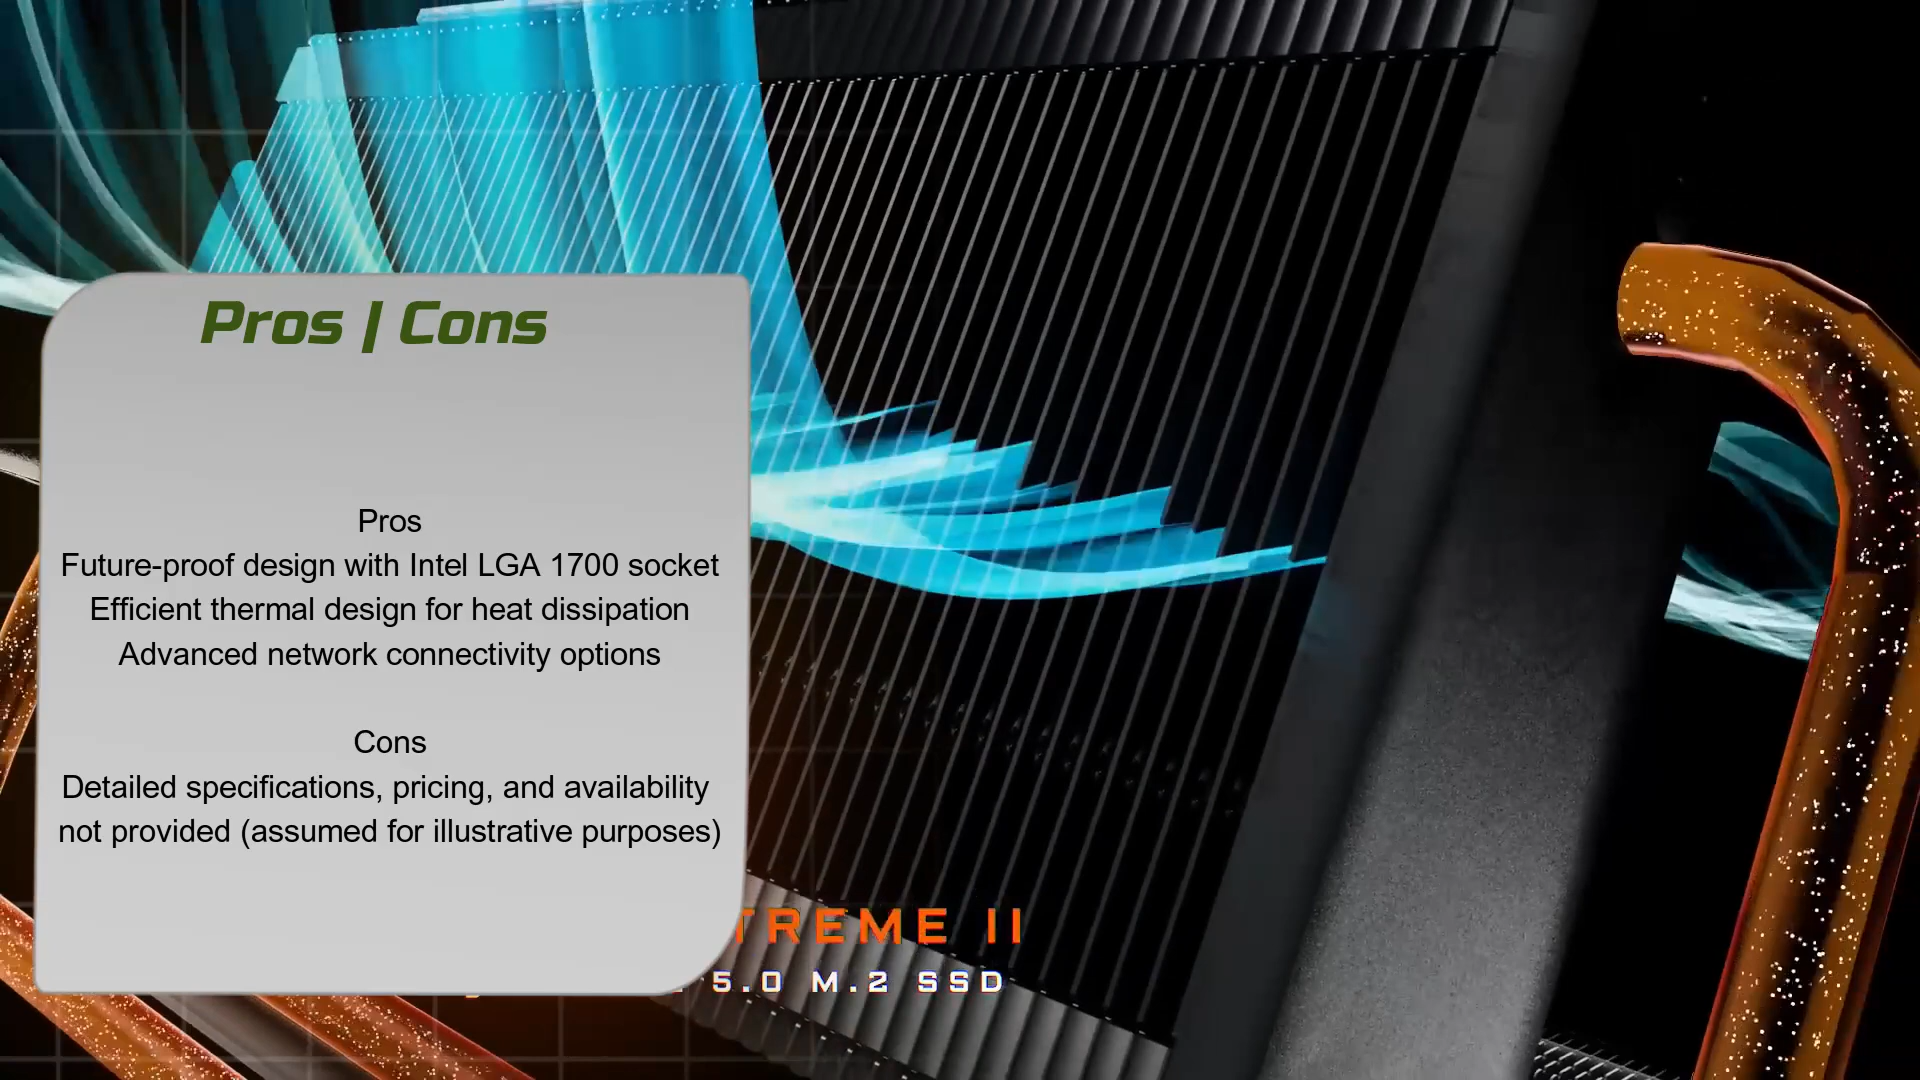 Pros | Cons
Pros
Future-proof design with Intel LGA 1700 socket
Efficient thermal design for heat dissipation
Advanced network connectivity options
Cons
Detailed specifications, pricing, and availability
not provided (assumed for illustrative purposes)
TREME II
5.0 M.2 SSD